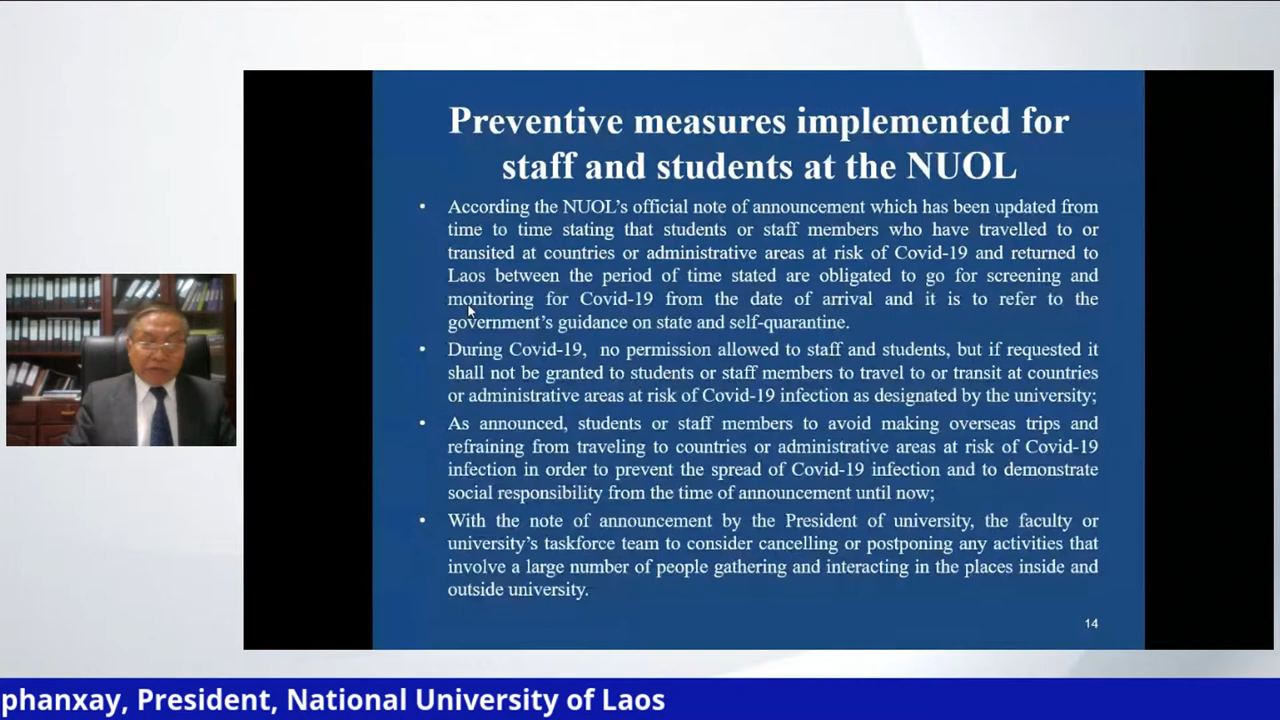 Preventive measures implemented for
staff and students at the NUOL
• According the NUOL's official note of announcement which has been updated from
time to time stating that students or staff members who have travelled to or
transited at countries or administrative areas at risk of Covid-19 and returned to
Laos between the period of time stated are obligated to go for screening and
monitoring for Covid-19 from the date of arrival and it is to refer to the
government's guidance on state and self-quarantine.
• During Covid-19, no permission allowed to staff and students, but if requested it
shall not be granted to students or staff members to travel to or transit at countries
or administrative areas at risk of Covid-19 infection as designated by the university;
• As announced, students or staff members to avoid making overseas trips and
refraining from traveling to countries or administrative areas at risk of Covid-19
infection in order to prevent the spread of Covid-19 infection and to demonstrate
social responsibility from the time of announcement until now;
• With the note of announcement by the President of university, the faculty or
university's taskforce team to consider cancelling or postponing any activities that
involve a large number of people gathering and interacting in the places inside and
outside university.
14
phanxay, President, National University of Laos